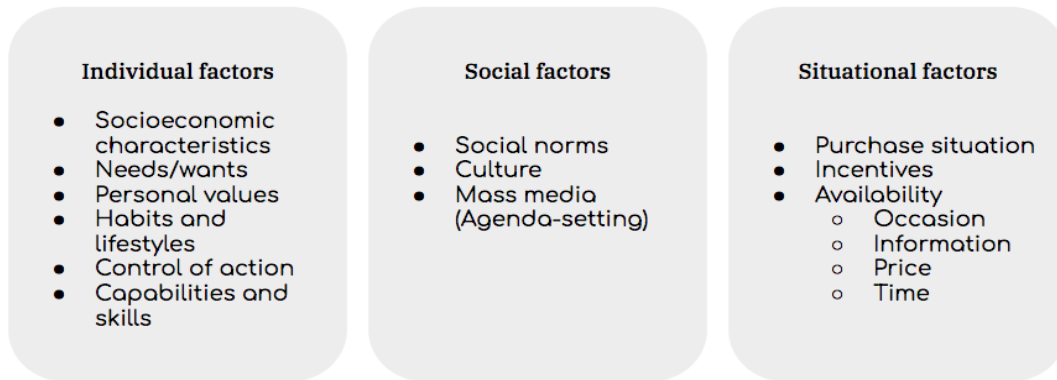 Individual factors
● Socioeconomic
characteristics
● Needs/wants
● Personal values
● Habits and
lifestyles
● Control of action
● Capabilities and
skills
Social factors
● Social norms
● Culture
● Mass media
(Agenda-setting)
Situational factors
● Purchase situation
● Incentives
● Availability
○ Occasion
○ Information
○ Price
○ Time